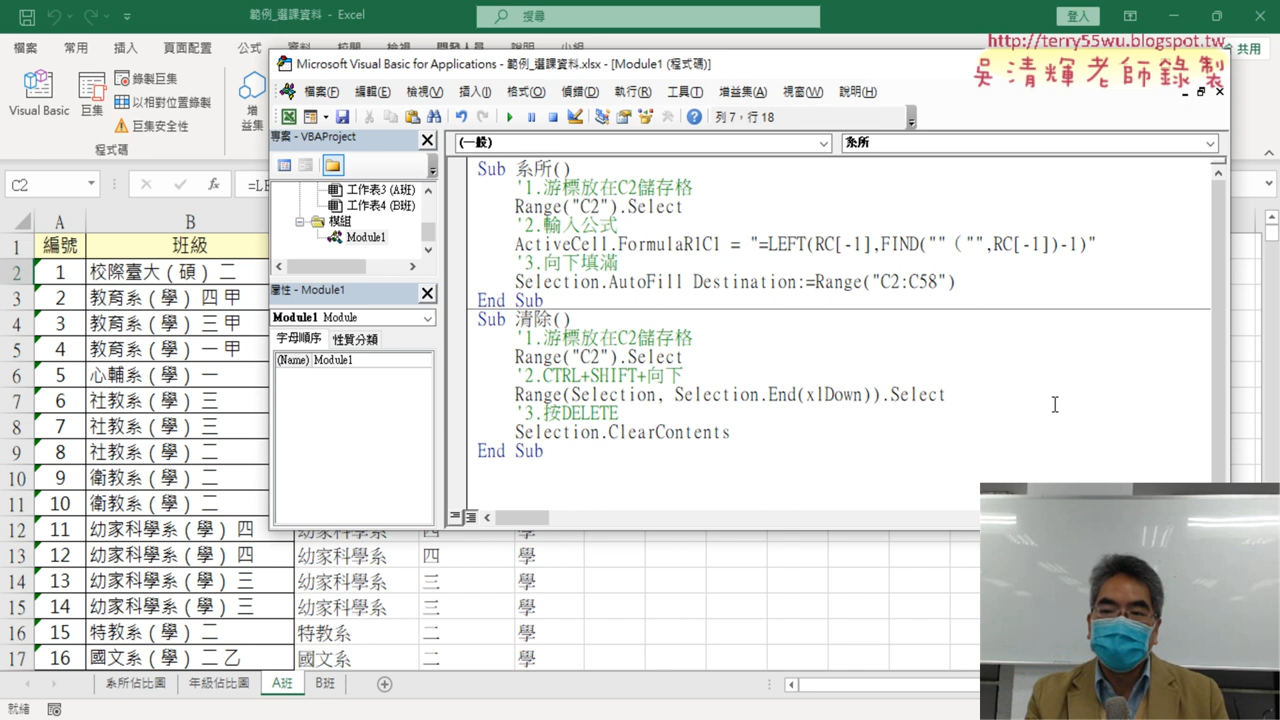 範例_選課資料 - Excel
搜尋
登入
http://terry55wu.blogspot.tw
吳清輝老師錄製
檔案 常用 插入 頁面配置 公式
共用
Visual Basic
巨集
錄製巨集
以相對位置錄製
巨集安全性
增
益集
程式碼
Microsoft Visual Basic for Applications - 範例_選課資料.xlsx - [Module1 (程式碼)]
檔案(F) 編輯(E) 檢視(V) 插入(I) 格式(O) 偵錯(D) 執行(R) 工具(T) 增益集(A) 視窗(W) 說明(H)
列 7，行 18
專案 - VBAProject
工作表3 (A班)
工作表4 (B班)
模組
Module1
屬性 - Module1
Module1 Module
字母順序 性質分類
(Name) Module1
(一般) 系所
Sub 系所()
'1.游標放在C2儲存格
Range("C2").Select
'2.輸入公式
ActiveCell.FormulaR1C1 = "=LEFT(RC[-1],FIND(""（"",RC[-1])-1)"
'3.向下填滿
Selection.AutoFill Destination:=Range("C2:C58")
End Sub
Sub 清除()
'1.游標放在C2儲存格
Range("C2").Select
'2.CTRL+SHIFT+向下
Range(Selection, Selection.End(xlDown)).Select
'3.按DELETE
Selection.ClearContents
End Sub
C2 fx =LE
A B
1 編號 班級
2 1 校際臺大（碩） 二
3 2 教育系（學） 四 甲
4 3 教育系（學） 三 甲
5 4 教育系（學） 一 甲
6 5 心輔系（學） 一
7 6 社教系（學） 三
8 7 社教系（學） 三
9 8 社教系（學） 二
10 9 衛教系（學） 二
11 10 衛教系（學） 二
12 11 幼家科學系（學） 四 幼家科學系 四 學
13 12 幼家科學系（學） 四 幼家科學系 四 學
14 13 幼家科學系（學） 三 幼家科學系 三 學
15 14 幼家科學系（學） 三 幼家科學系 三 學
16 15 特教系（學） 二 特教系 二 學
17 16 國文系（學） 二 乙 國文系 二 學
系所佔比圖 年級佔比圖 A班 B班
就緒